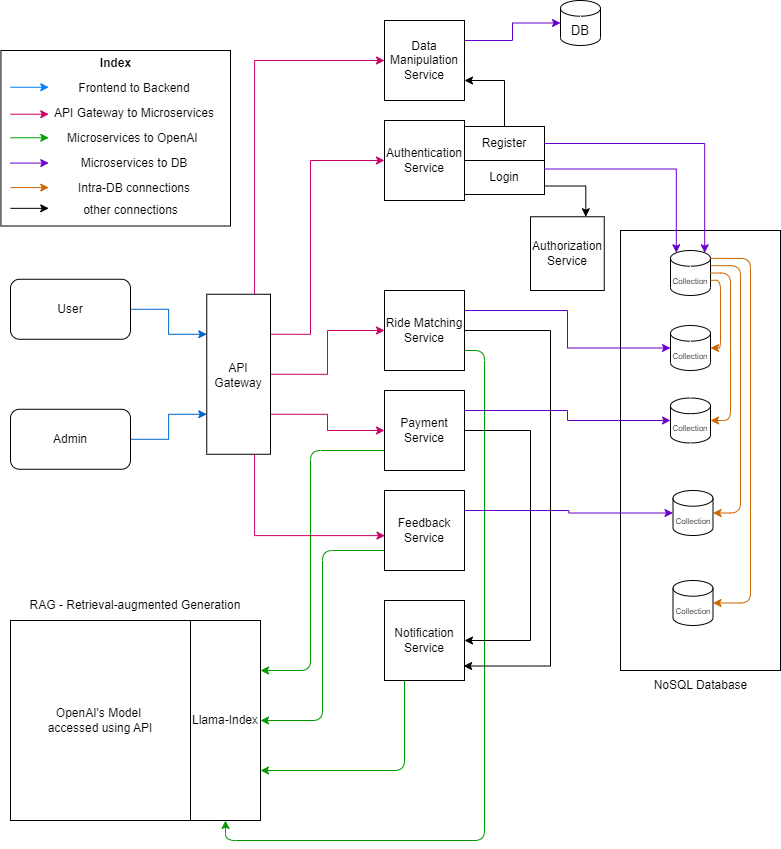 DB
Data
Manipulation
Service
Index
Frontend to Backend
API Gateway to Microservices
Microservices to OpenAI
Microservices to DB
Intra-DB connections
other connections
Authentication
Service
Register
Login
Authorization
Service
User
Admin
API
Gateway
Ride Matching
Service
Payment
Service
Feedback
Service
Notification
Service
Collection
Collection
Collection
Collection
Collection
NoSQL Database
RAG - Retrieval-augmented Generation
OpenAI's Model
accessed using API
Llama-Index